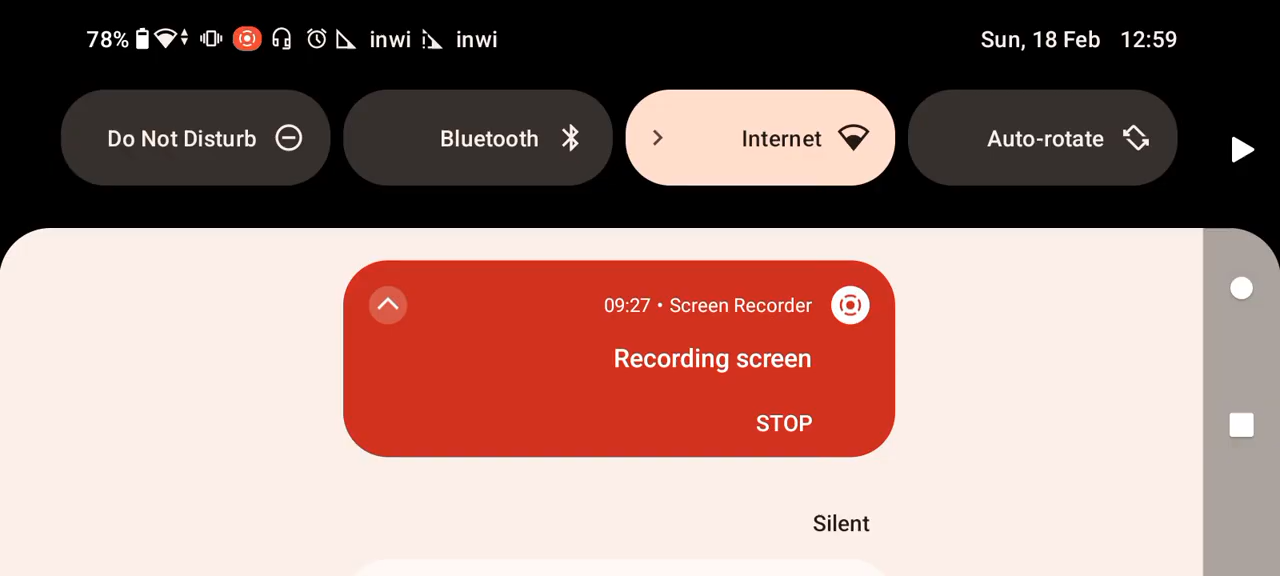 78% inwi inwi Sun, 18 Feb 12:59
Do Not Disturb Bluetooth Internet Auto-rotate
09:27 • Screen Recorder
Recording screen
STOP
Silent